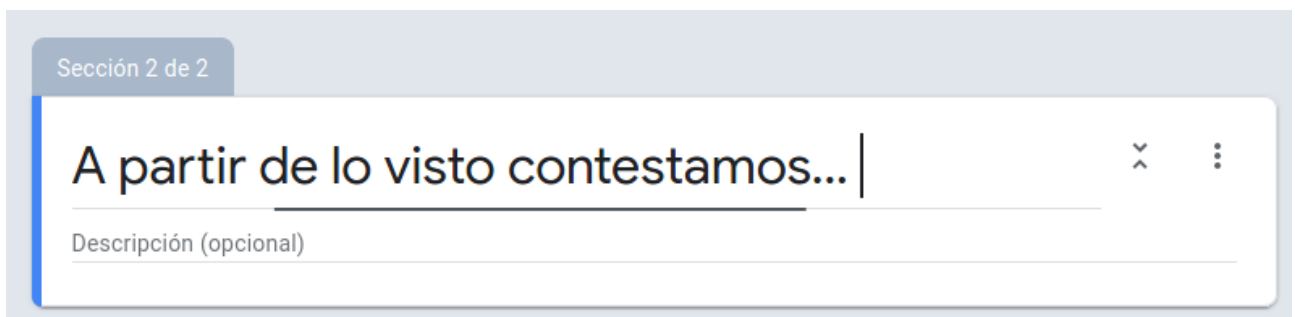 Sección 2 de 2
A partir de lo visto contestamos...
Descripción (opcional)